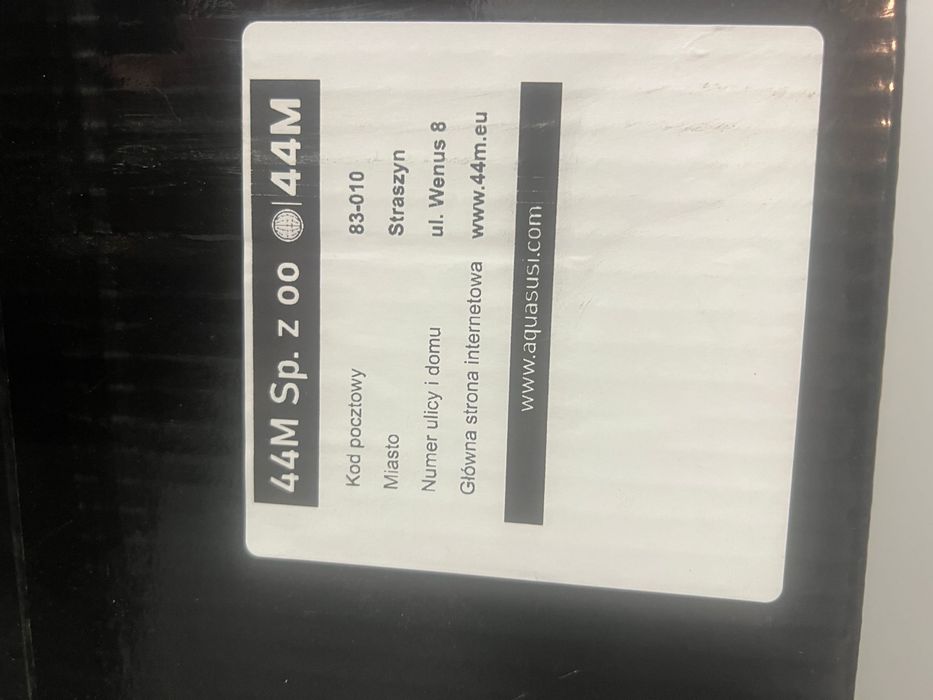 44M Sp. z oo 44M
Kod pocztowy 83-010
Miasto Straszyn
Numer ulicy i domu ul. Wenus 8
Główna strona internetowa www.44m.eu
www.aquasusi.com